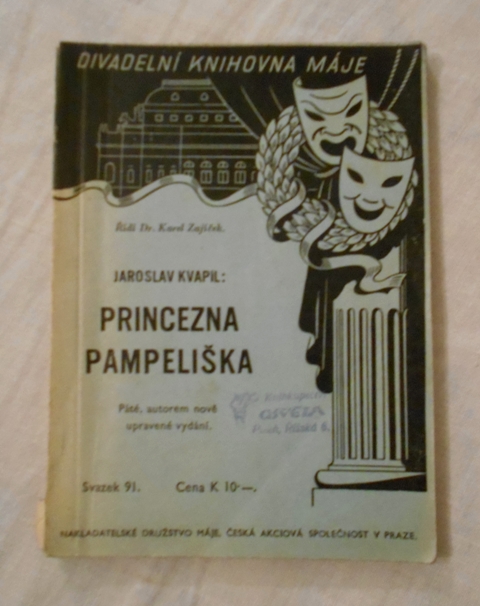 DIVADELNÍ KNIHOVNA MÁJE
Řídí Dr. Karel Zajíček.
JAROSLAV KVAPIL:
PRINCEZNA
PAMPELIŠKA
Páté, autorem nově
upravené vydání.
Svazek 91. Cena K 10·—.
NAKLADATELSKÉ DRUŽSTVO MÁJE, ČESKÁ AKCIOVÁ SPOLEČNOST V PRAZE.